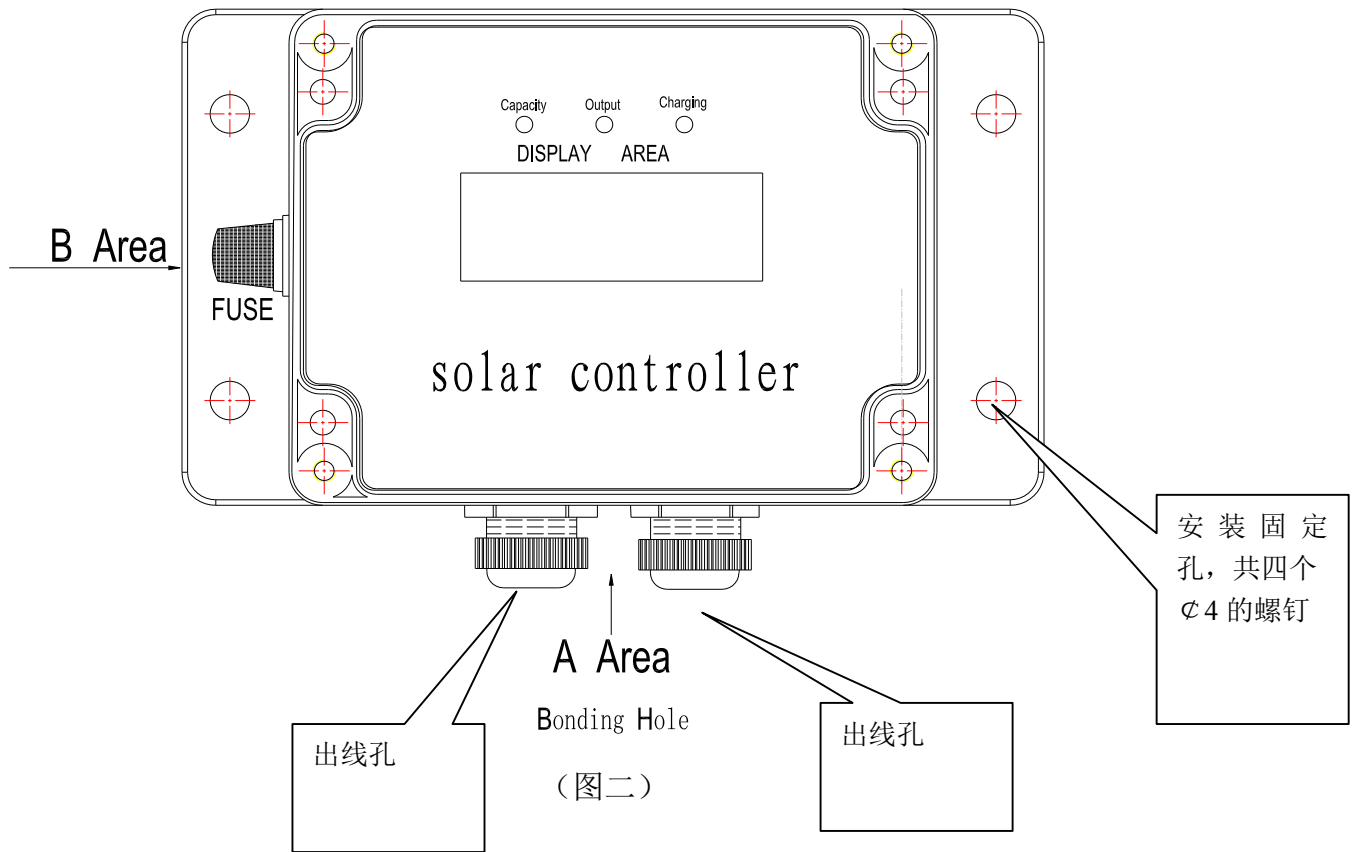 Capacity Output Charging
DISPLAY AREA
B Area
FUSE
solar controller
安装固定
孔，共四个
₡4的螺钉
A Area
Bonding Hole
出线孔
出线孔
（图二）